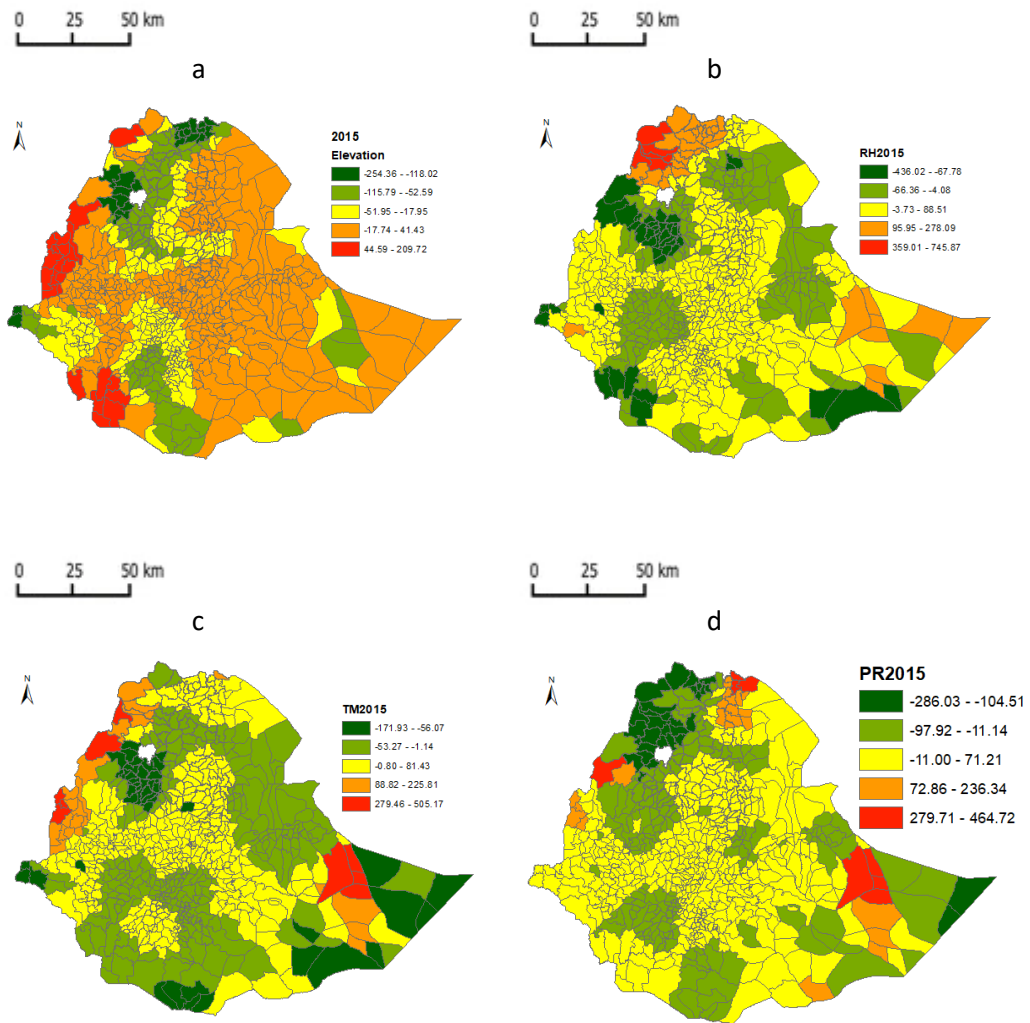 0 25 50 km
a
N
2015
Elevation
-254.36 - -118.02
-115.79 - -52.59
-51.95 - -17.95
-17.74 - 41.43
44.59 - 209.72
0 25 50 km
b
N
RH2015
-436.02 - -67.78
-66.36 - -4.08
-3.73 - 88.51
95.95 - 278.09
359.01 - 745.87
0 25 50 km
c
N
TM2015
-171.93 - -56.07
-53.27 - -1.14
-0.80 - 81.43
88.82 - 225.81
279.46 - 505.17
0 25 50 km
d
N
PR2015
-286.03 - -104.51
-97.92 - -11.14
-11.00 - 71.21
72.86 - 236.34
279.71 - 464.72